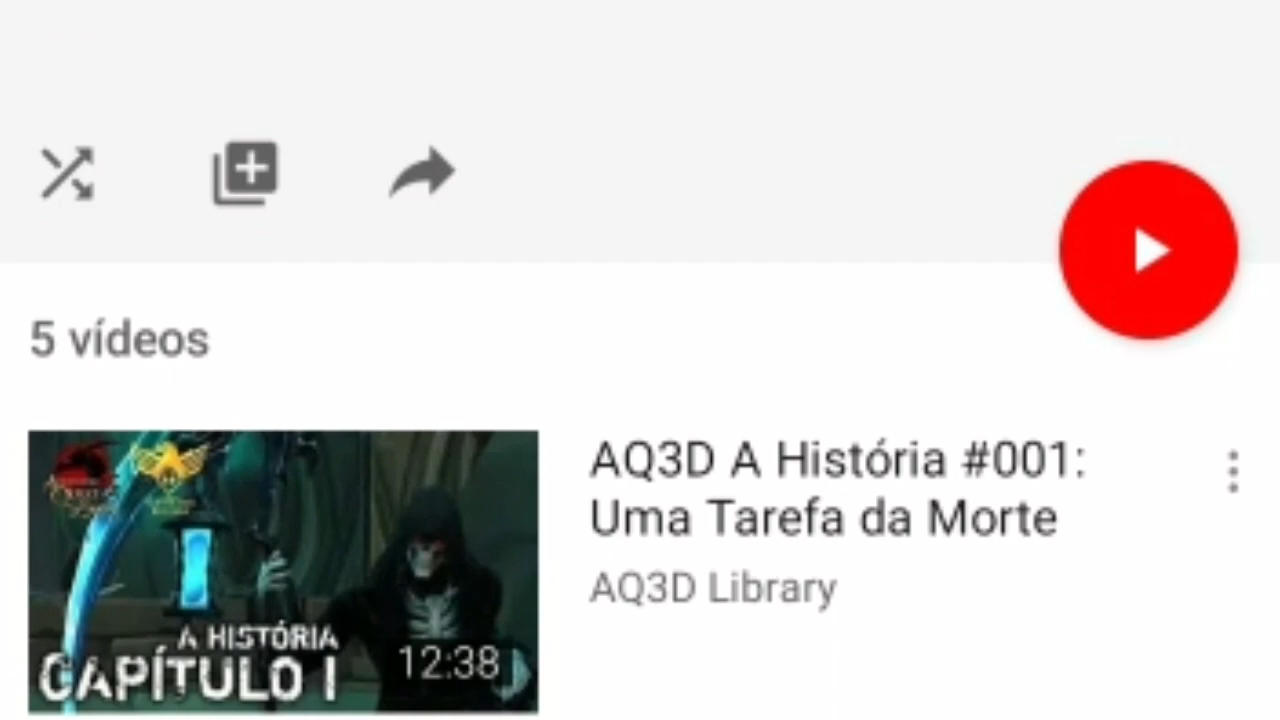 5 vídeos
AQ3D A História #001:
Uma Tarefa da Morte
AQ3D Library
A HISTÓRIA
CAPÍTULO I
12:38